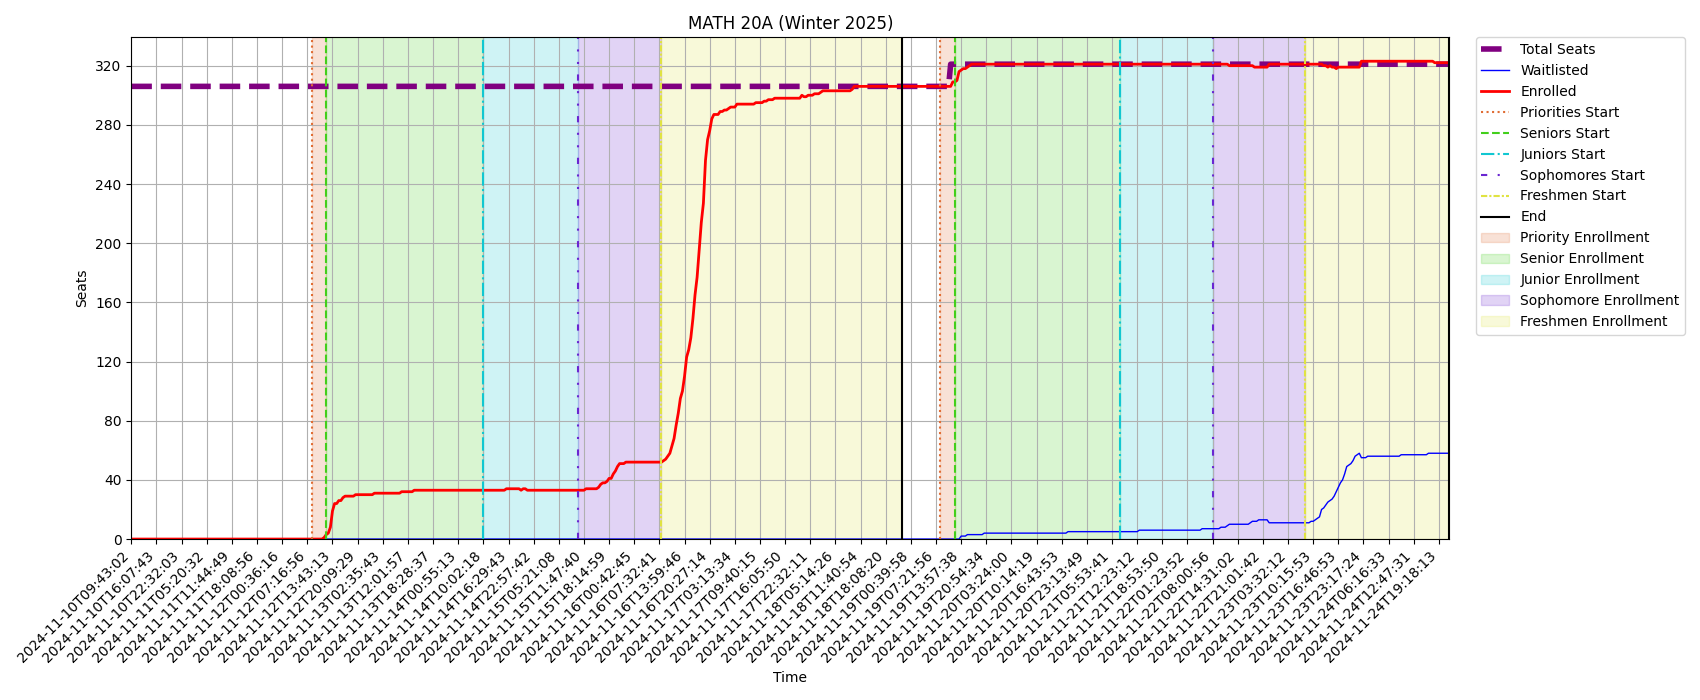 MATH 20A (Winter 2025)
Seats
320
280
240
200
160
120
80
40
0
2024-11-10T09:43:02
2024-11-10T16:07:43
2024-11-10T22:32:03
2024-11-11T05:20:32
2024-11-11T11:44:49
2024-11-11T18:08:56
2024-11-12T00:36:16
2024-11-12T07:16:56
2024-11-12T13:43:13
2024-11-12T20:09:29
2024-11-13T02:35:43
2024-11-13T12:01:57
2024-11-13T18:28:37
2024-11-14T00:55:13
2024-11-14T10:02:18
2024-11-14T16:29:43
2024-11-14T22:57:42
2024-11-15T05:21:08
2024-11-15T11:47:40
2024-11-15T18:14:59
2024-11-16T00:42:45
2024-11-16T07:32:41
2024-11-16T13:59:46
2024-11-16T20:27:14
2024-11-17T03:13:34
2024-11-17T09:40:15
2024-11-17T16:05:50
2024-11-17T22:32:11
2024-11-18T05:14:26
2024-11-18T11:40:54
2024-11-18T18:08:20
2024-11-19T00:39:58
2024-11-19T07:21:56
2024-11-19T13:57:38
2024-11-19T20:54:34
2024-11-20T03:24:00
2024-11-20T10:14:19
2024-11-20T16:43:53
2024-11-20T23:13:49
2024-11-21T05:53:41
2024-11-21T12:23:12
2024-11-21T18:53:50
2024-11-22T01:23:52
2024-11-22T08:00:56
2024-11-22T14:31:02
2024-11-22T21:01:42
2024-11-23T03:32:12
2024-11-23T10:15:53
2024-11-23T16:46:53
2024-11-23T23:17:24
2024-11-24T06:16:33
2024-11-24T12:47:31
2024-11-24T19:18:13
Time
Total Seats
Waitlisted
Enrolled
Priorities Start
Seniors Start
Juniors Start
Sophomores Start
Freshmen Start
End
Priority Enrollment
Senior Enrollment
Junior Enrollment
Sophomore Enrollment
Freshmen Enrollment